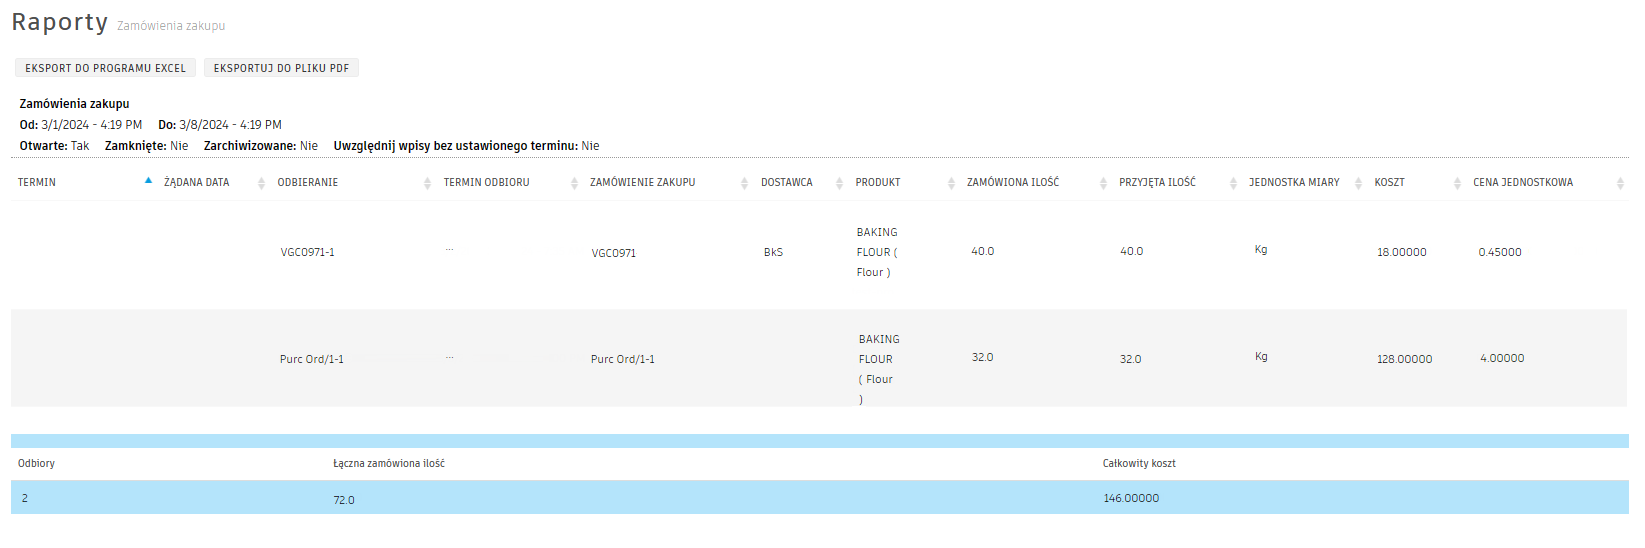 Raporty Zamówienia zakupu
EKSPORT DO PROGRAMU EXCEL EKSPORTUJ DO PLIKU PDF
Zamówienia zakupu
Od: 3/1/2024 - 4:19 PM Do: 3/8/2024 - 4:19 PM
Otwarte: Tak Zamknięte: Nie Zarchiwizowane: Nie Uwzględnij wpisy bez ustawionego terminu: Nie
TERMIN ŻĄDANA DATA ODBIERANIE TERMIN ODBIORU ZAMÓWIENIE ZAKUPU DOSTAWCA PRODUKT ZAMÓWIONA ILOŚĆ PRZYJĘTA ILOŚĆ JEDNOSTKA MIARY KOSZT CENA JEDNOSTKOWA
VGC0971-1 ... VGC0971 BkS BAKING FLOUR ( Flour ) 40.0 40.0 Kg 18.00000 0.45000
Purc Ord/1-1 ... Purc Ord/1-1 BAKING FLOUR ( Flour ) 32.0 32.0 Kg 128.00000 4.00000
Odbiory Łączna zamówiona ilość Całkowity koszt
2 72.0 146.00000